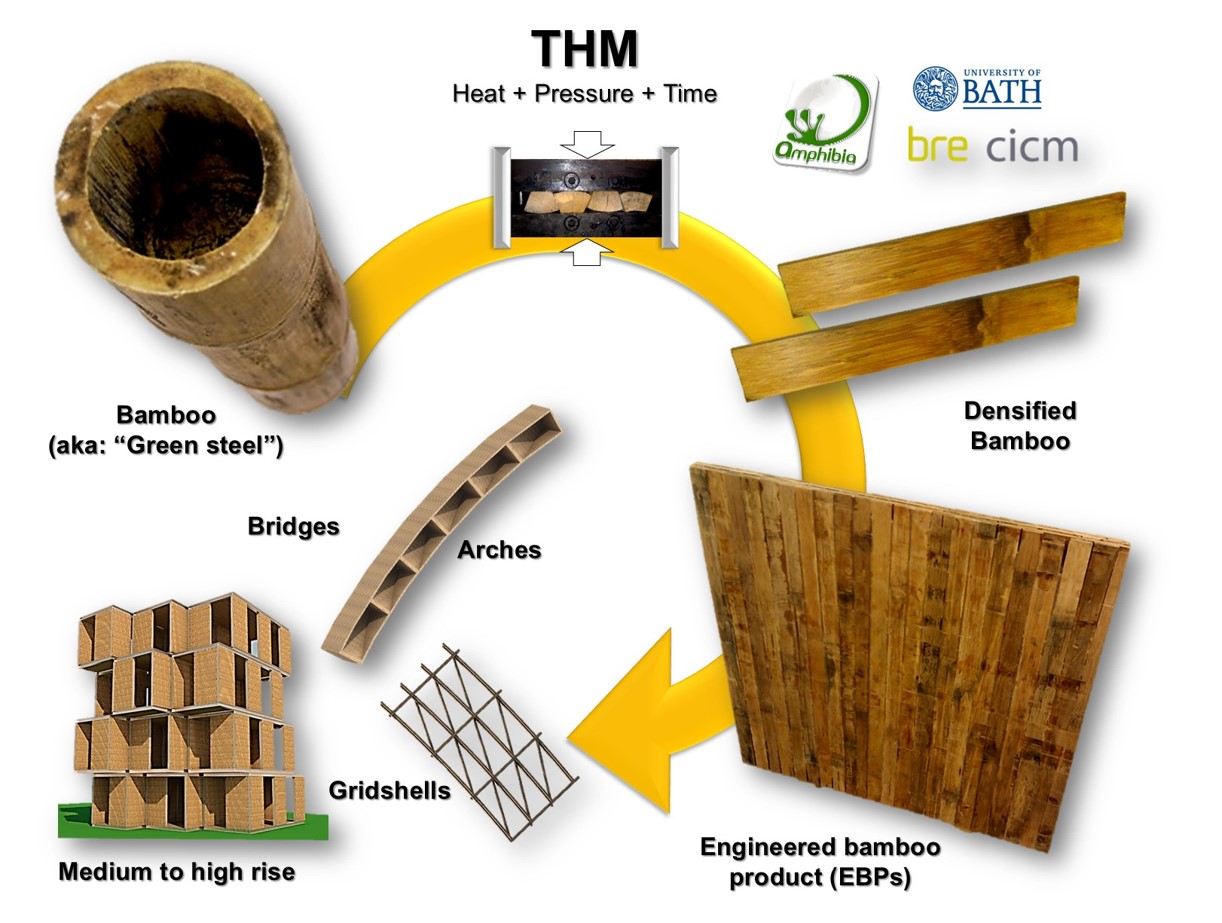 THM
Heat + Pressure + Time
amphibia
UNIVERSITY OF
BATH
bre cicm
Bamboo
(aka: “Green steel”)
Densified
Bamboo
Bridges
Arches
Gridshells
Medium to high rise
Engineered bamboo
product (EBPs)